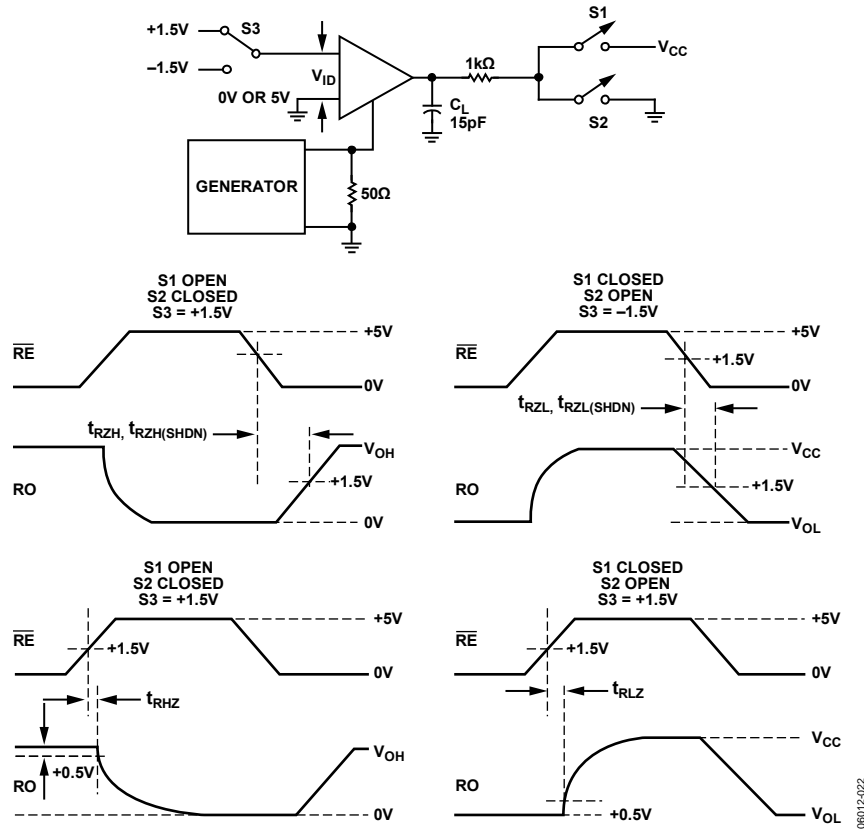 +1.5V
S3
–1.5V
V_ID
0V OR 5V
C_L
15pF
1kΩ
S1
V_CC
S2
GENERATOR
50Ω
S1 OPEN
S2 CLOSED
S3 = +1.5V
R̅E̅
+5V
0V
t_RZH, t_RZH(SHDN)
RO
V_OH
+1.5V
0V
S1 CLOSED
S2 OPEN
S3 = –1.5V
R̅E̅
+5V
+1.5V
0V
t_RZL, t_RZL(SHDN)
RO
V_CC
+1.5V
V_OL
S1 OPEN
S2 CLOSED
S3 = +1.5V
R̅E̅
+5V
+1.5V
0V
t_RHZ
RO
+0.5V
V_OH
0V
S1 CLOSED
S2 OPEN
S3 = +1.5V
R̅E̅
+5V
+1.5V
0V
t_RLZ
RO
V_CC
+0.5V
V_OL
06012-022